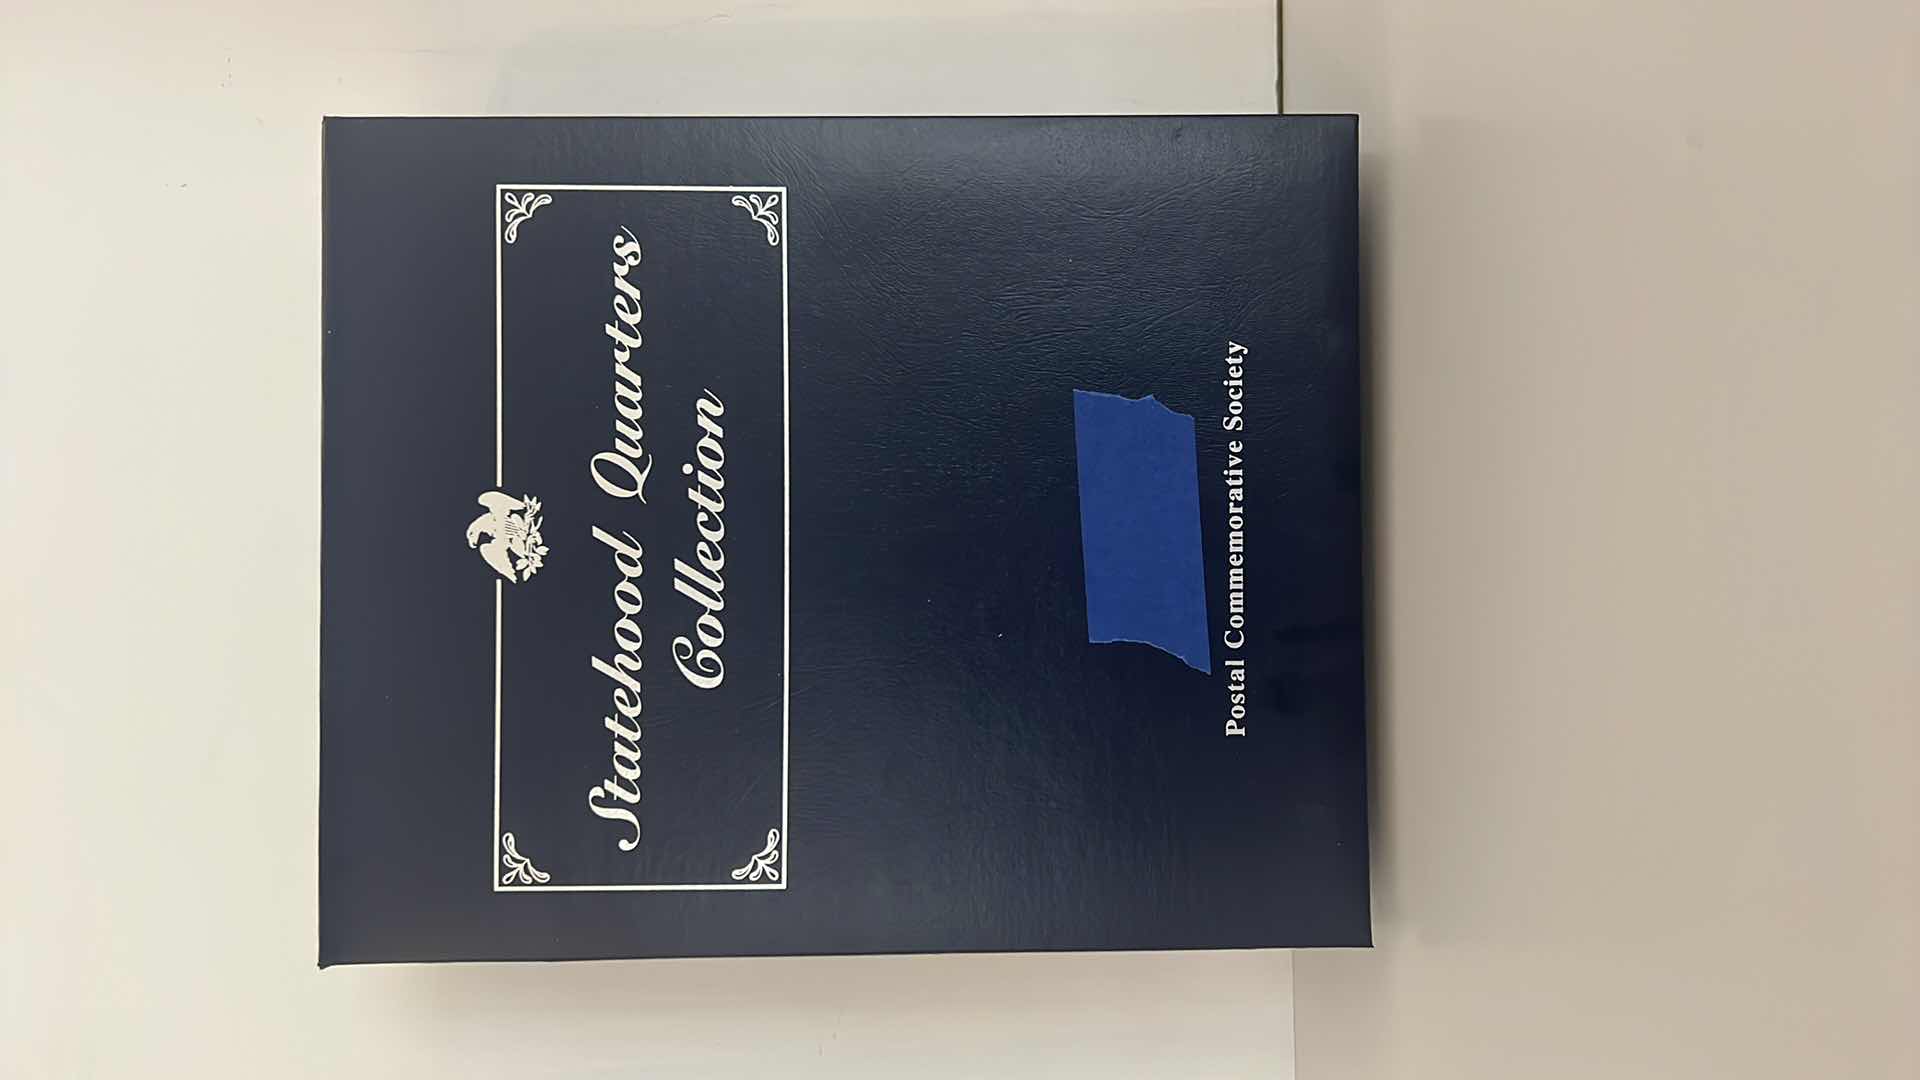 Statehood Quarters
Collection
Postal Commemorative Society